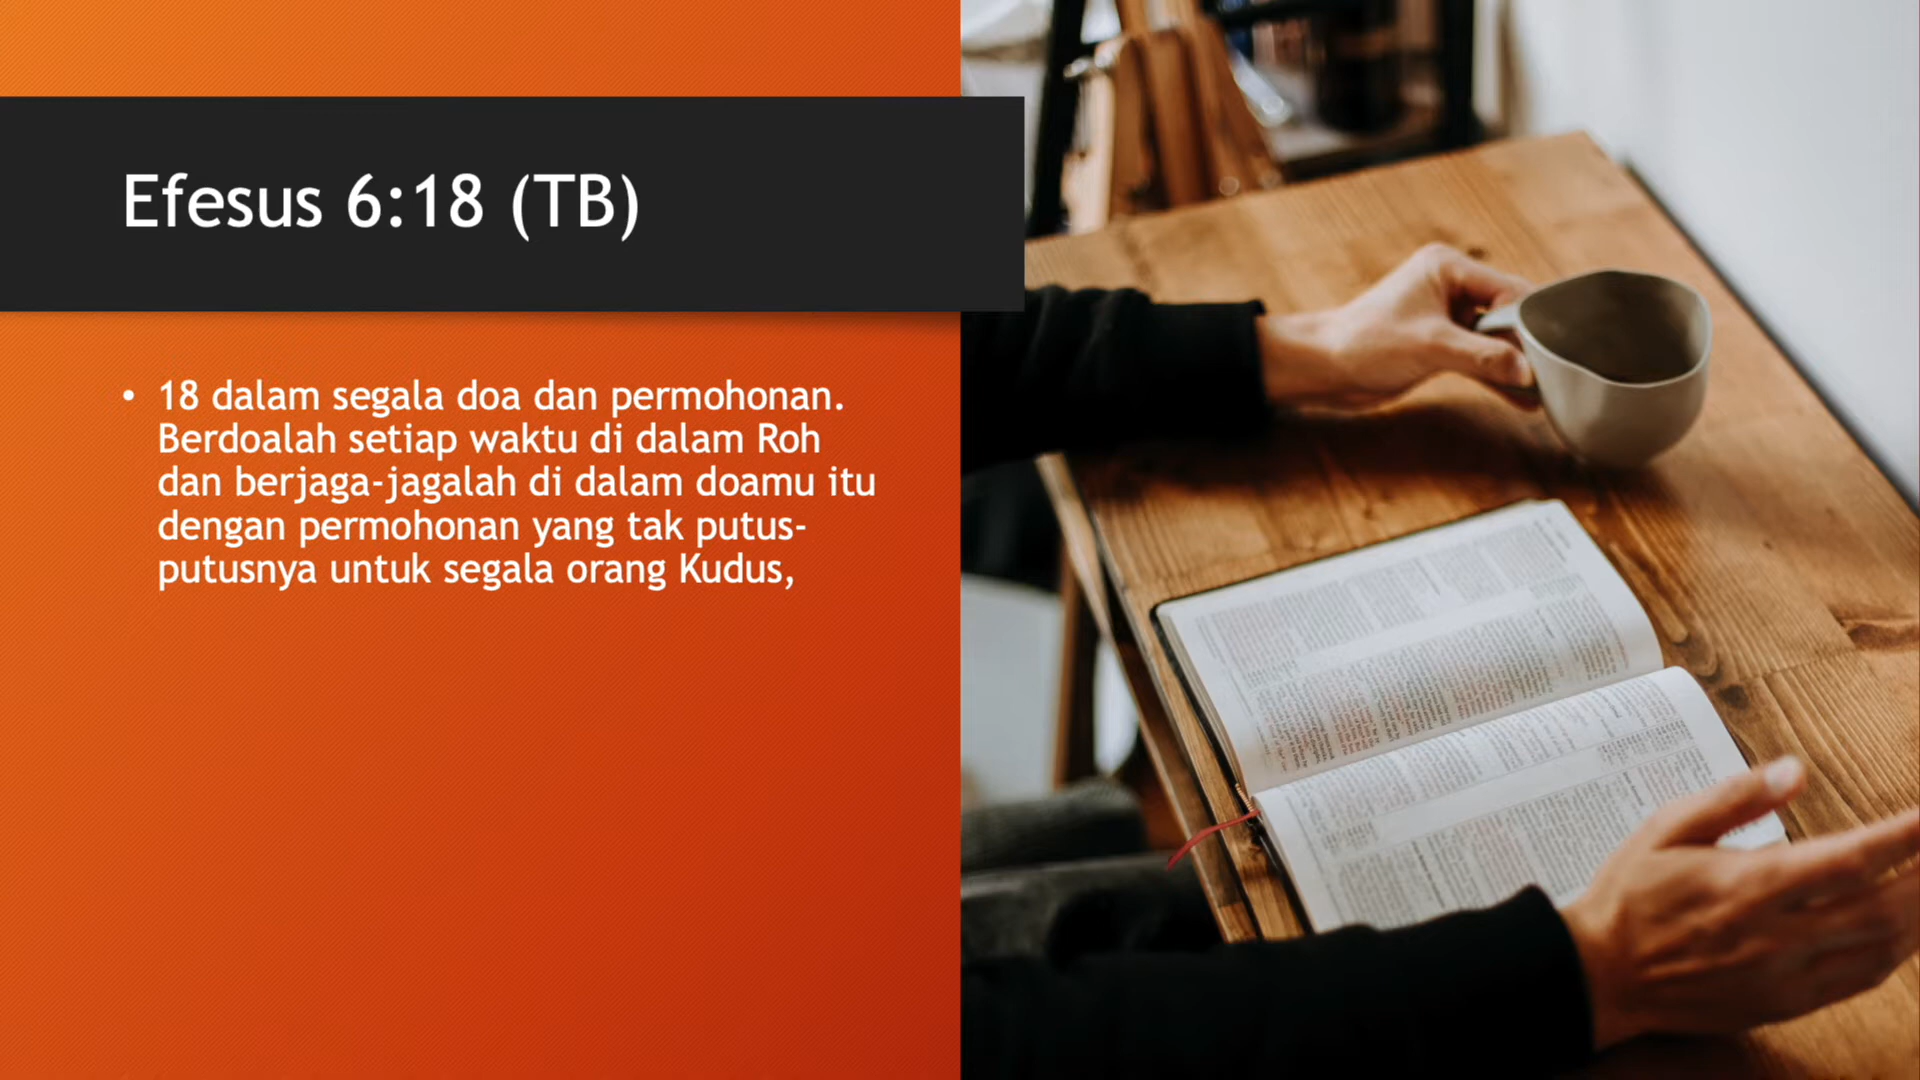 Efesus 6:18 (TB)
• 18 dalam segala doa dan permohonan.
Berdoalah setiap waktu di dalam Roh
dan berjaga-jagalah di dalam doamu itu
dengan permohonan yang tak putus-
putusnya untuk segala orang Kudus,